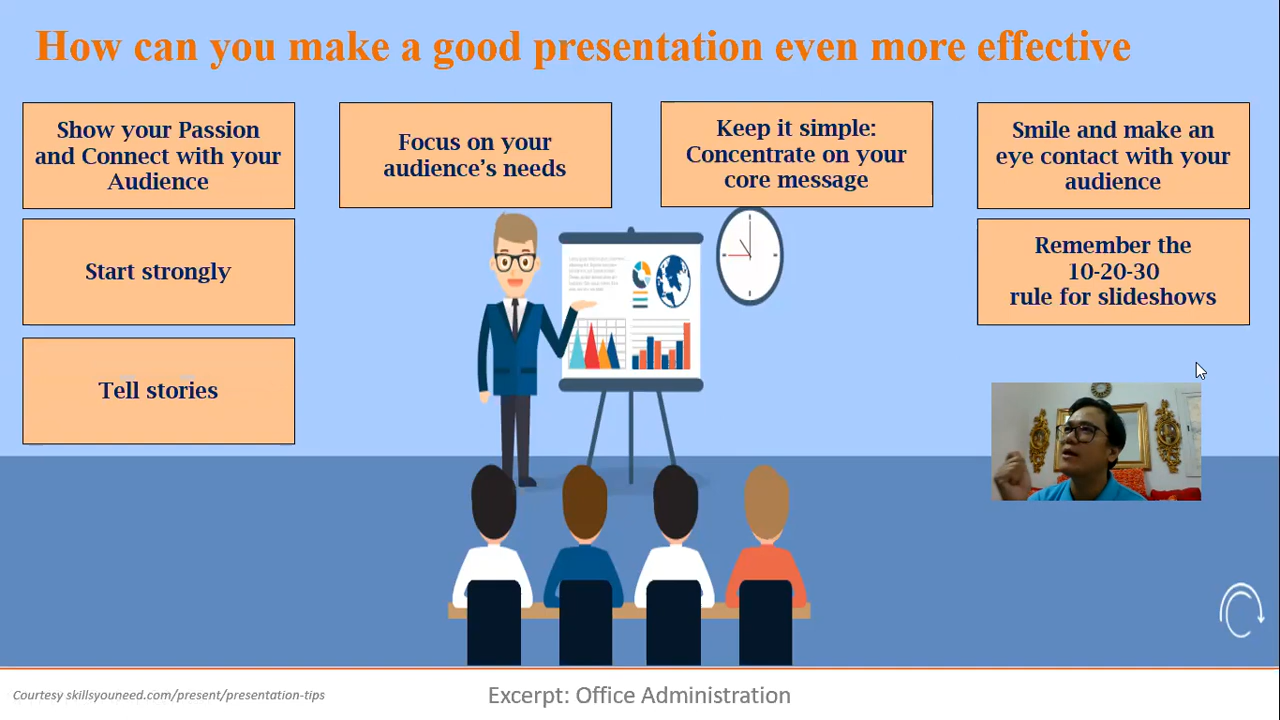 How can you make a good presentation even more effective
Show your Passion
and Connect with your
Audience
Focus on your
audience's needs
Keep it simple:
Concentrate on your
core message
Smile and make an
eye contact with your
audience
Start strongly
Remember the
10-20-30
rule for slideshows
Tell stories
Courtesy skillsyouneed.com/present/presentation-tips
Excerpt: Office Administration